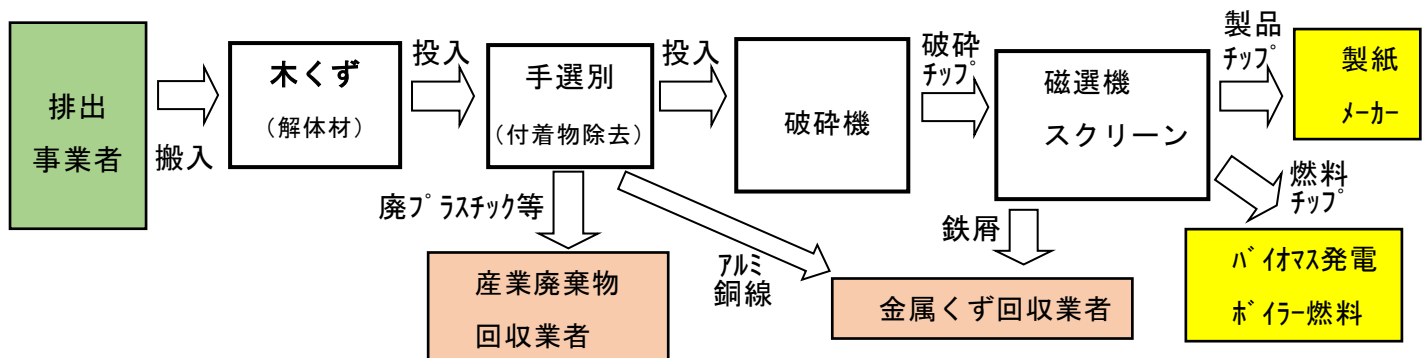 排出
事業者
搬入
木くず
（解体材）
投入
手選別
（付着物除去）
投入
破砕機
破砕
ﾁｯﾌﾟ
磁選機
スクリーン
製品
ﾁｯﾌﾟ
製紙
ﾒｰｶｰ
燃料
ﾁｯﾌﾟ
ﾊﾞｲｵﾏｽ発電
ﾎﾞｲﾗｰ燃料
廃ﾌﾟﾗｽﾁｯｸ等
産業廃棄物
回収業者
ｱﾙﾐ
銅線
鉄屑
金属くず回収業者